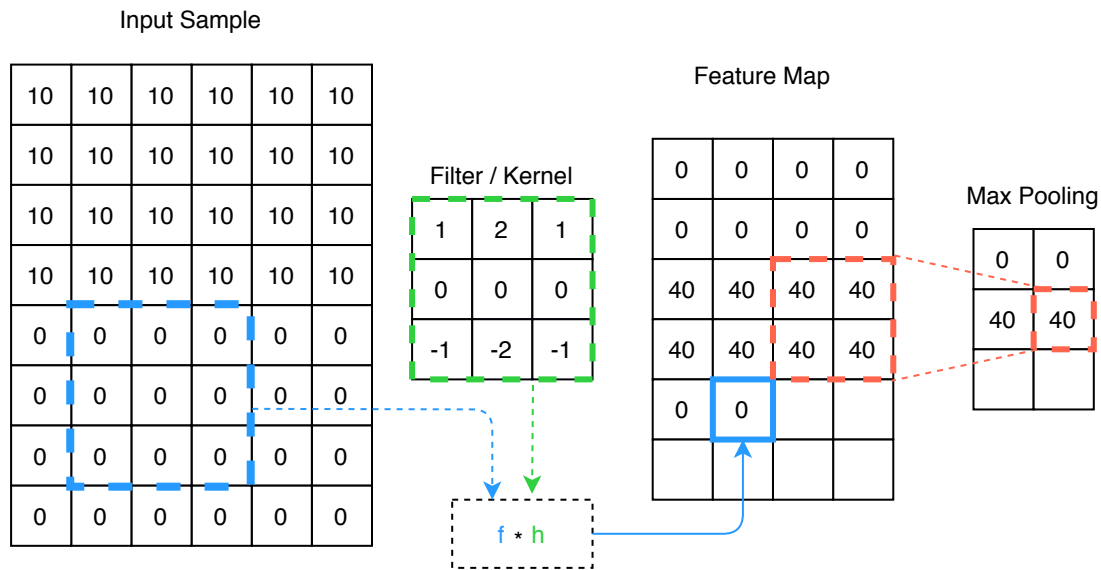 Input Sample
10 10 10 10 10 10
10 10 10 10 10 10
10 10 10 10 10 10
10 10 10 10 10 10
0 0 0 0 0 0
0 0 0 0 0 0
0 0 0 0 0 0
0 0 0 0 0 0
Filter / Kernel
1 2 1
0 0 0
-1 -2 -1
f * h
Feature Map
0 0 0 0
0 0 0 0
40 40 40 40
40 40 40 40
0 0
Max Pooling
0 0
40 40